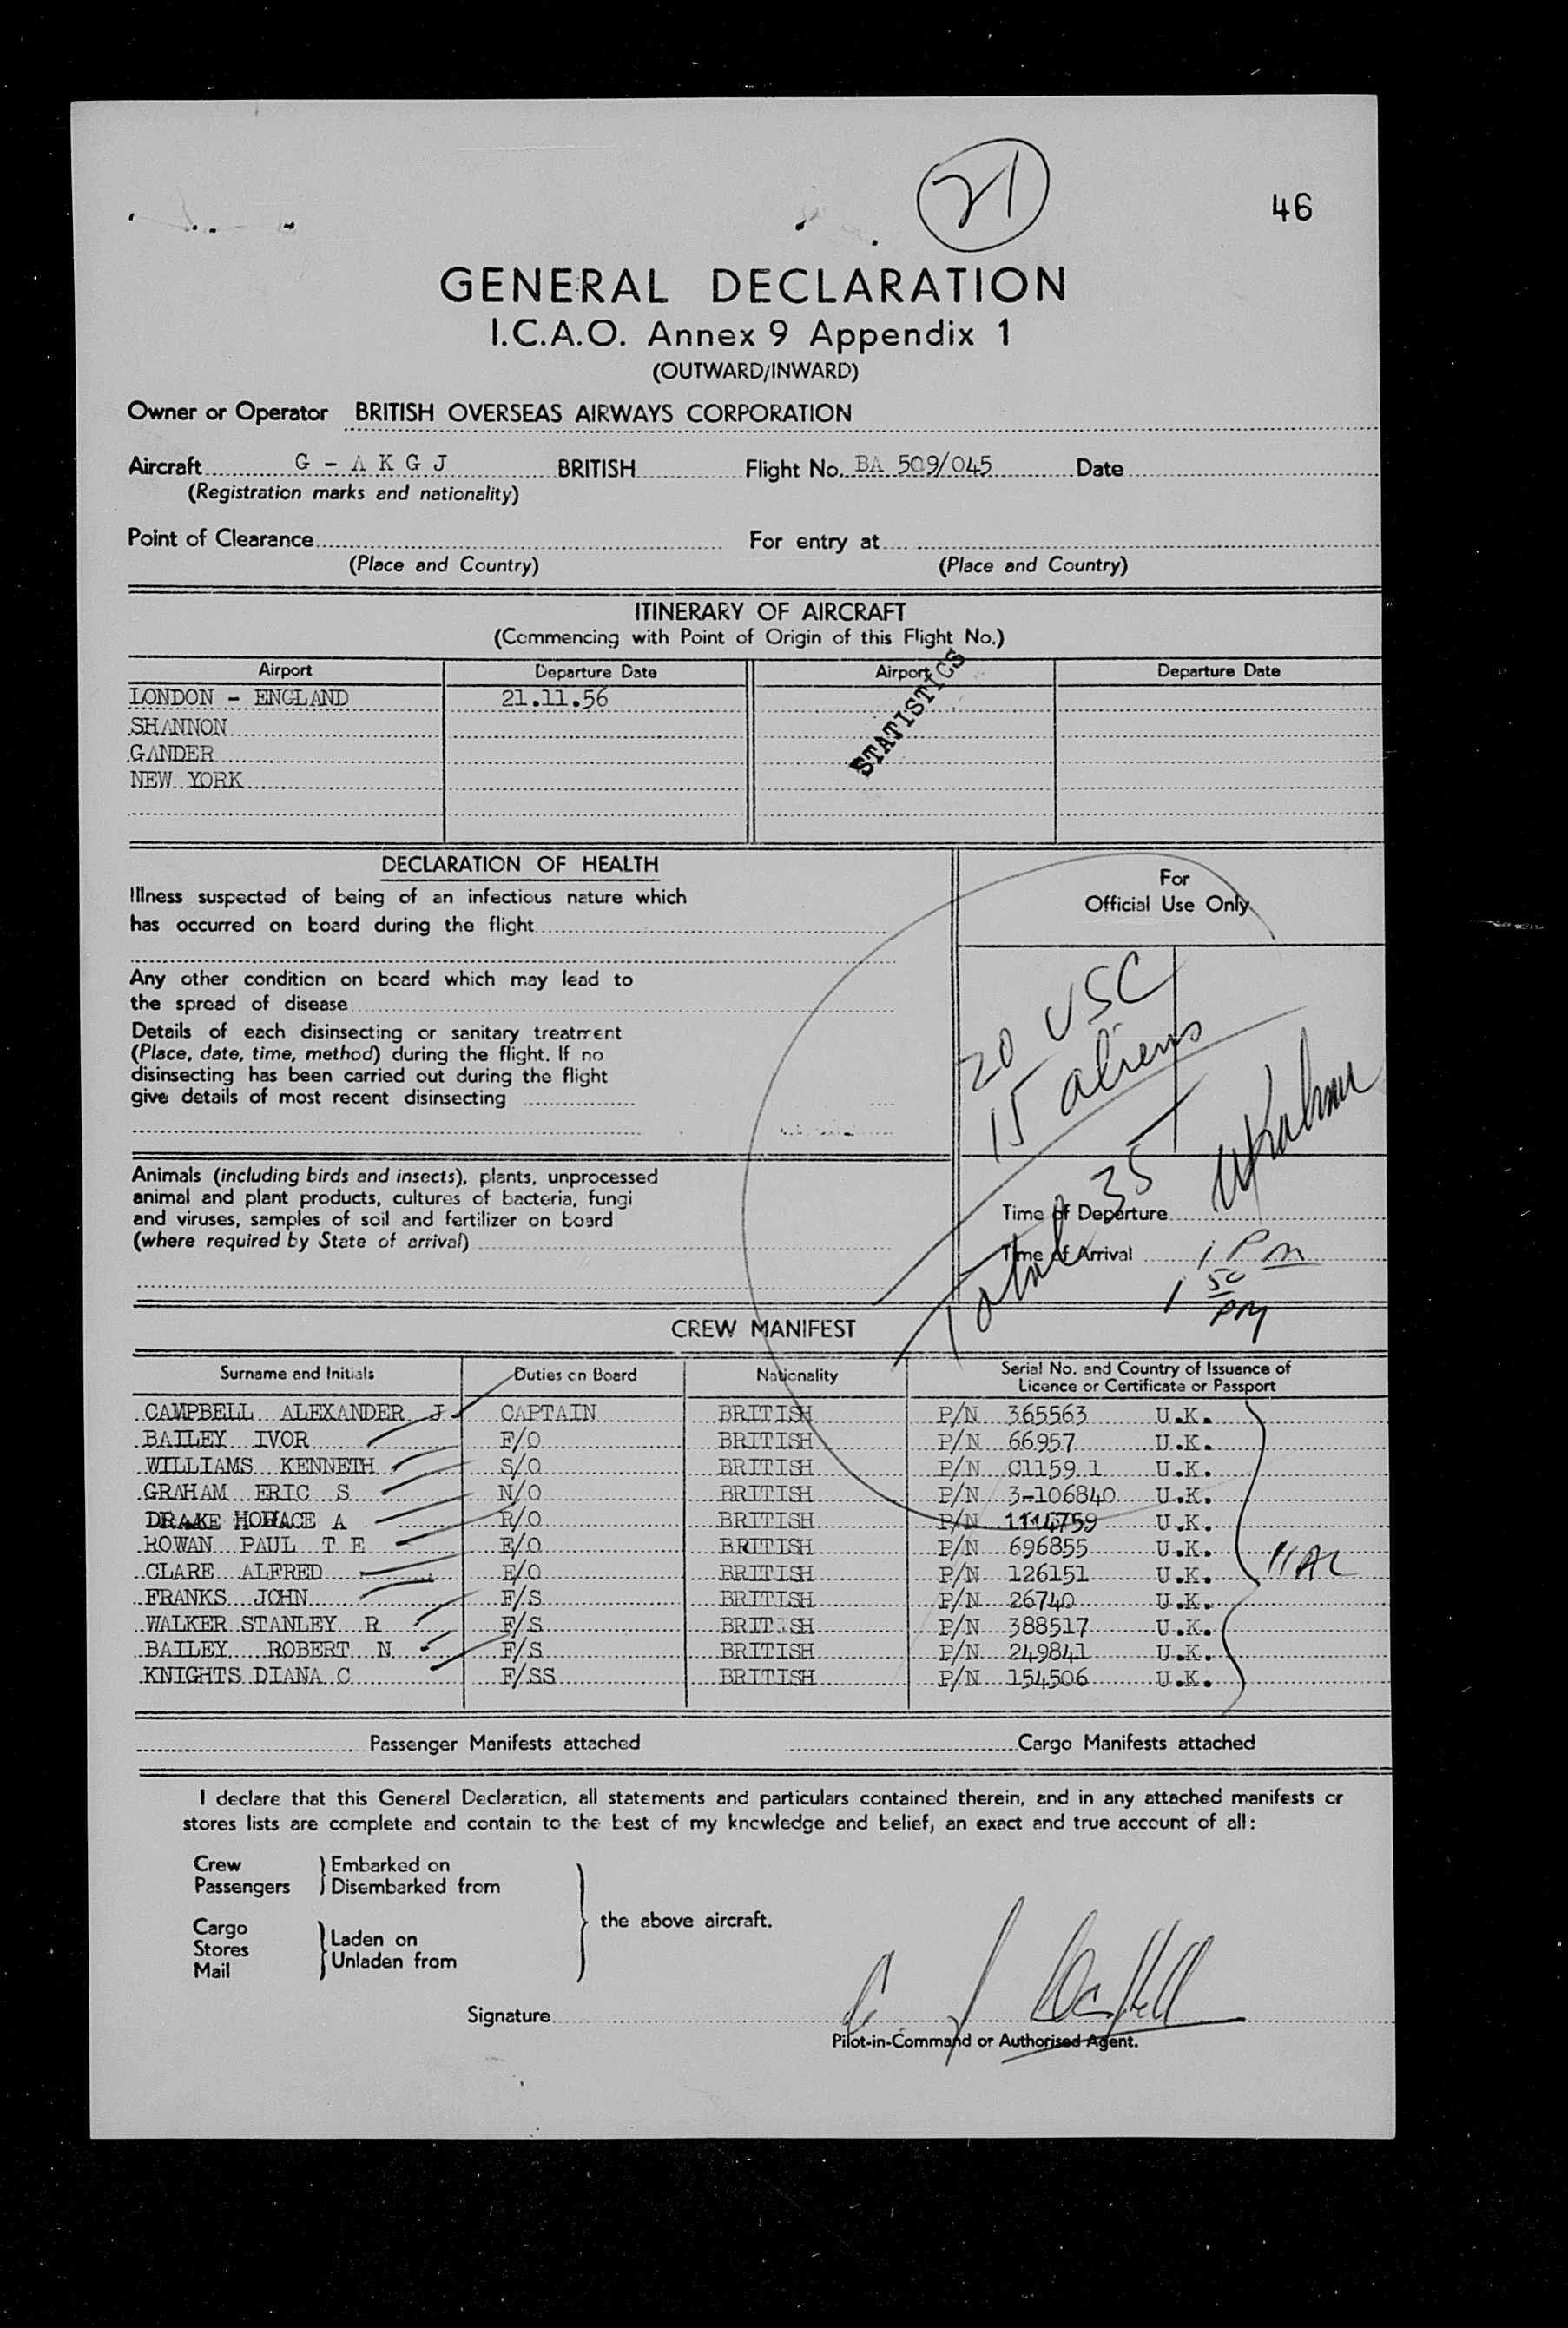 21
46
GENERAL DECLARATION
I.C.A.O. Annex 9 Appendix 1
(OUTWARD/INWARD)
Owner or Operator BRITISH OVERSEAS AIRWAYS CORPORATION
Aircraft G - A K G J BRITISH Flight No. BA 509/045 Date
(Registration marks and nationality)
Point of Clearance For entry at
(Place and Country) (Place and Country)
ITINERARY OF AIRCRAFT
(Commencing with Point of Origin of this Flight No.)
Airport Departure Date Airport Departure Date
STATISTICS
LONDON - ENGLAND 21.11.56
SHANNON
GANDER
NEW YORK
DECLARATION OF HEALTH
Illness suspected of being of an infectious nature which
has occurred on board during the flight
Any other condition on board which may lead to
the spread of disease
Details of each disinsecting or sanitary treatment
(Place, date, time, method) during the flight. If no
disinsecting has been carried out during the flight
give details of most recent disinsecting
Animals (including birds and insects), plants, unprocessed
animal and plant products, cultures of bacteria, fungi
and viruses, samples of soil and fertilizer on board
(where required by State of arrival)
For
Official Use Only
20 USC
15 aliens
Total 35
Time of Departure
Time of Arrival 1 PM
1 50 PM
CREW MANIFEST
Surname and Initials Duties on Board Nationality Serial No. and Country of Issuance of
Licence or Certificate or Passport
CAMPBELL ALEXANDER J CAPTAIN BRITISH P/N 365563 U.K.
BAILEY IVOR F/O BRITISH P/N 66957 U.K.
WILLIAMS KENNETH S/O BRITISH P/N C1159 1 U.K.
GRAHAM ERIC S N/O BRITISH P/N 3-106840 U.K.
DRAKE HORACE A R/O BRITISH P/N 1114759 U.K.
ROWAN PAUL T E E/O BRITISH P/N 696855 U.K.
CLARE ALFRED E/O BRITISH P/N 126151 U.K.
FRANKS JOHN F/S BRITISH P/N 26740 U.K.
WALKER STANLEY R F/S BRITISH P/N 388517 U.K.
BAILEY ROBERT N F/S BRITISH P/N 249841 U.K.
KNIGHTS DIANA C F/SS BRITISH P/N 154506 U.K.
Passenger Manifests attached Cargo Manifests attached
I declare that this General Declaration, all statements and particulars contained therein, and in any attached manifests or
stores lists are complete and contain to the best of my knowledge and belief, an exact and true account of all:
Crew Embarked on
Passengers Disembarked from
the above aircraft.
Cargo Laden on
Stores Unladen from
Mail
Signature
Pilot-in-Command or Authorised Agent.